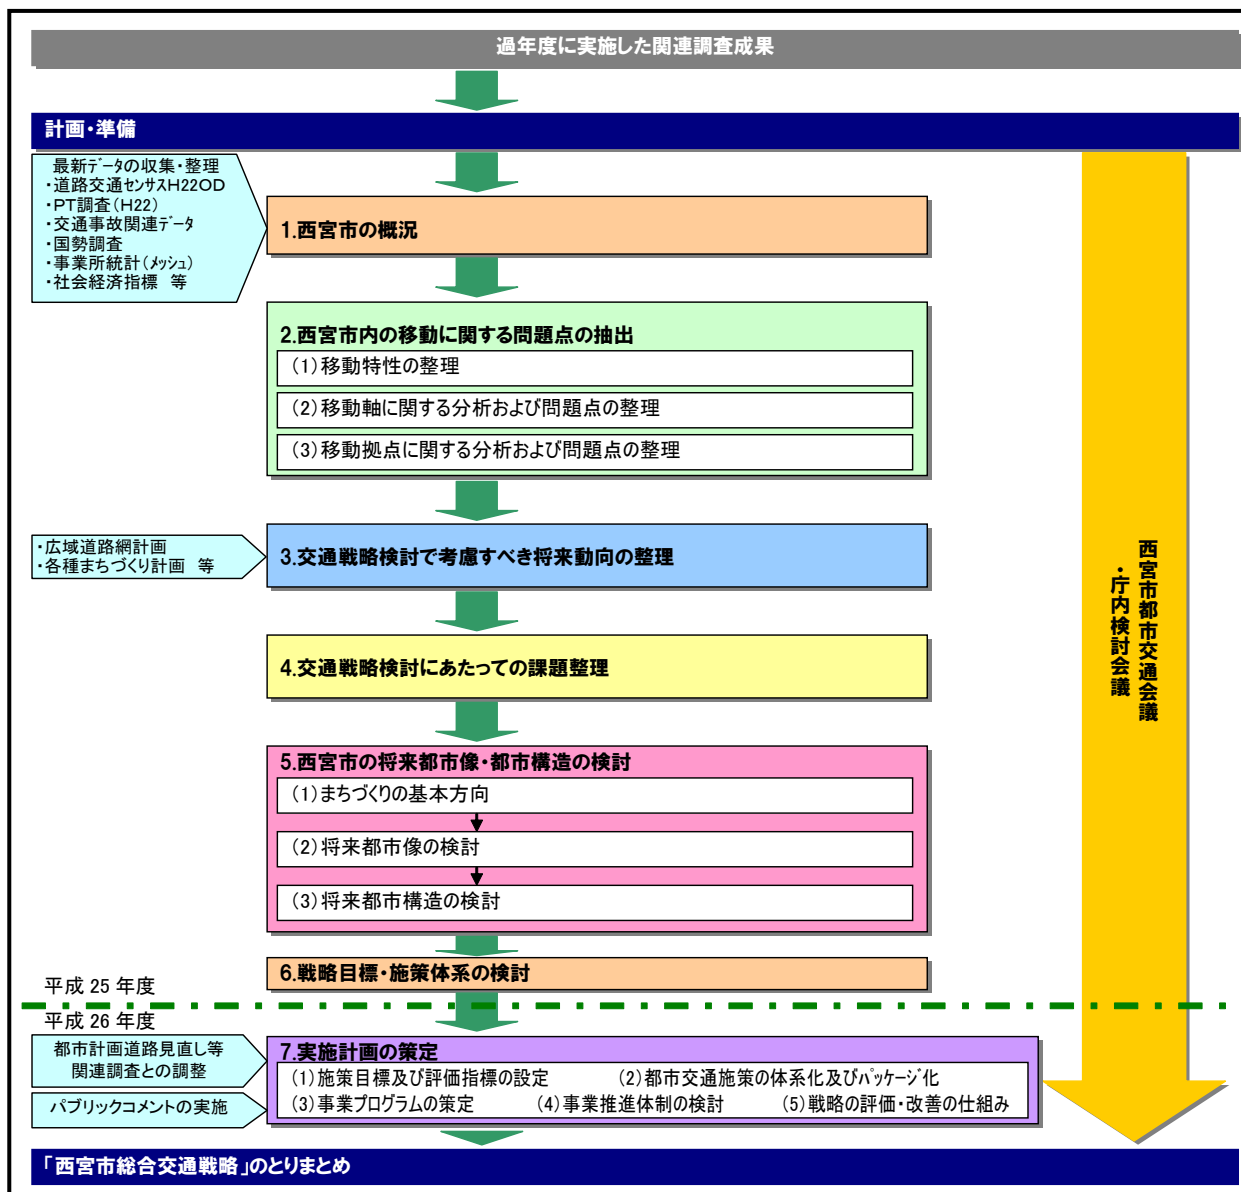 過年度に実施した関連調査成果
計画・準備
最新ﾃﾞｰﾀの収集・整理
・道路交通ｾﾝｻｽH22OD
・PT調査(H22)
・交通事故関連ﾃﾞｰﾀ
・国勢調査
・事業所統計(ﾒｯｼｭ)
・社会経済指標 等
1.西宮市の概況
2.西宮市内の移動に関する問題点の抽出
(1)移動特性の整理
(2)移動軸に関する分析および問題点の整理
(3)移動拠点に関する分析および問題点の整理
・広域道路網計画
・各種まちづくり計画 等
3.交通戦略検討で考慮すべき将来動向の整理
西宮市都市交通会議
・庁内検討会議
4.交通戦略検討にあたっての課題整理
5.西宮市の将来都市像・都市構造の検討
(1)まちづくりの基本方向
(2)将来都市像の検討
(3)将来都市構造の検討
6.戦略目標・施策体系の検討
平成 25 年度
平成 26 年度
都市計画道路見直し等
関連調査との調整
パブリックコメントの実施
7.実施計画の策定
(1)施策目標及び評価指標の設定 (2)都市交通施策の体系化及びﾊﾟｯｹｰｼﾞ化
(3)事業プログラムの策定 (4)事業推進体制の検討 (5)戦略の評価・改善の仕組み
「西宮市総合交通戦略」のとりまとめ